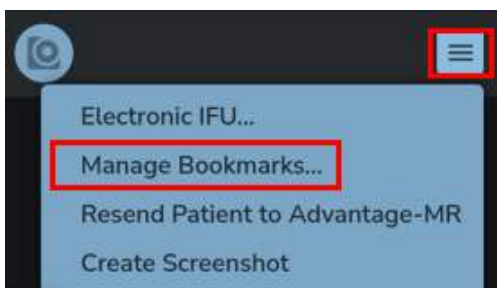 Electronic IFU...
Manage Bookmarks...
Resend Patient to Advantage-MR
Create Screenshot